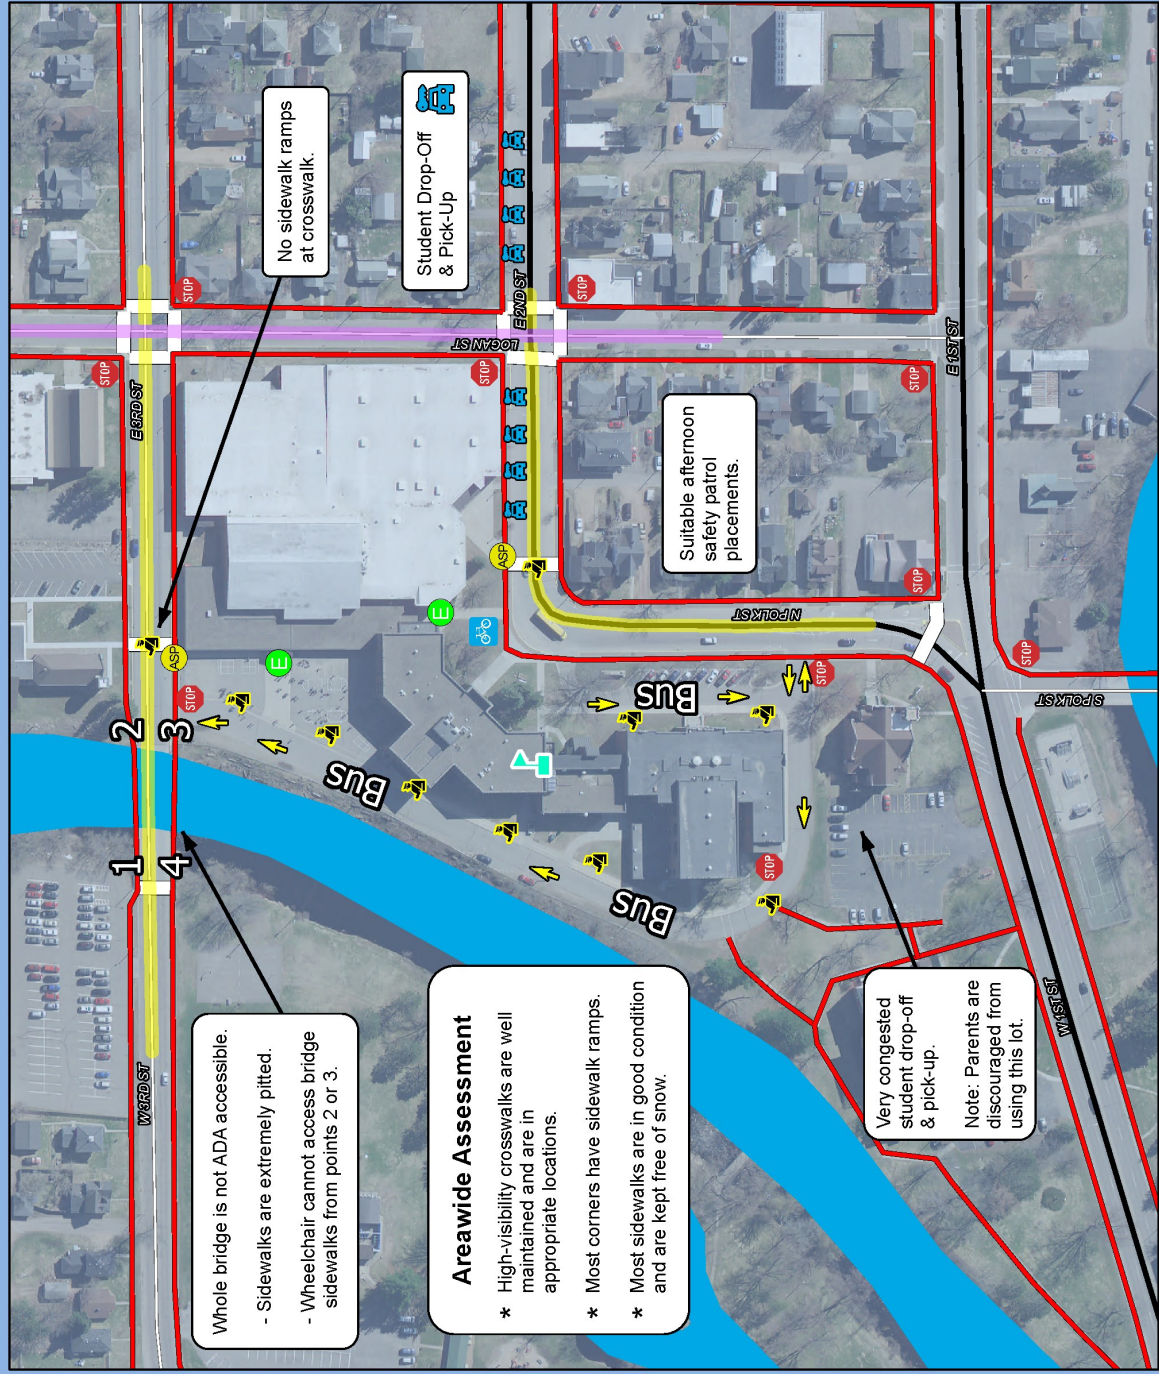 W 3RD ST
1
4
2
3
ASP
STOP
E 3RD ST
STOP
STOP
Whole bridge is not ADA accessible.
- Sidewalks are extremely pitted.
- Wheelchair cannot access bridge
sidewalks from points 2 or 3.
No sidewalk ramps
at crosswalk.
E
Bus
Student Drop-Off
& Pick-Up
E
LOGAN ST
STOP
Areawide Assessment
* High-visibility crosswalks are well
maintained and are in
appropriate locations.
* Most corners have sidewalk ramps.
* Most sidewalks are in good condition
and are kept free of snow.
ASP
E 2ND ST
STOP
Bus
Bus
Suitable afternoon
safety patrol
placements.
STOP
STOP
N POLK ST
Very congested
student drop-off
& pick-up.
Note: Parents are
discouraged from
using this lot.
STOP
STOP
E 1ST ST
W 1ST ST
STOP
S POLK ST